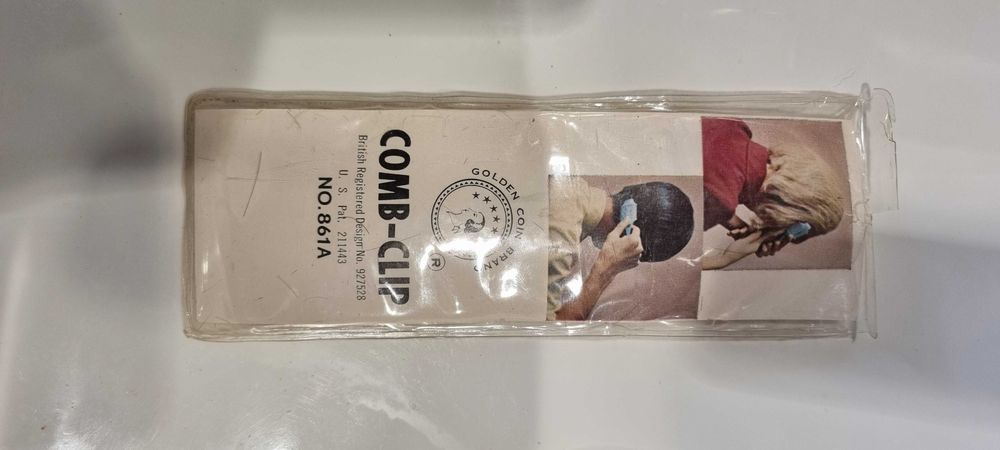 GOLDEN COIN BRAND
R
COMB-CLIP
British Registered Design No. 927528
U. S. Pat. 211443
NO. 861A